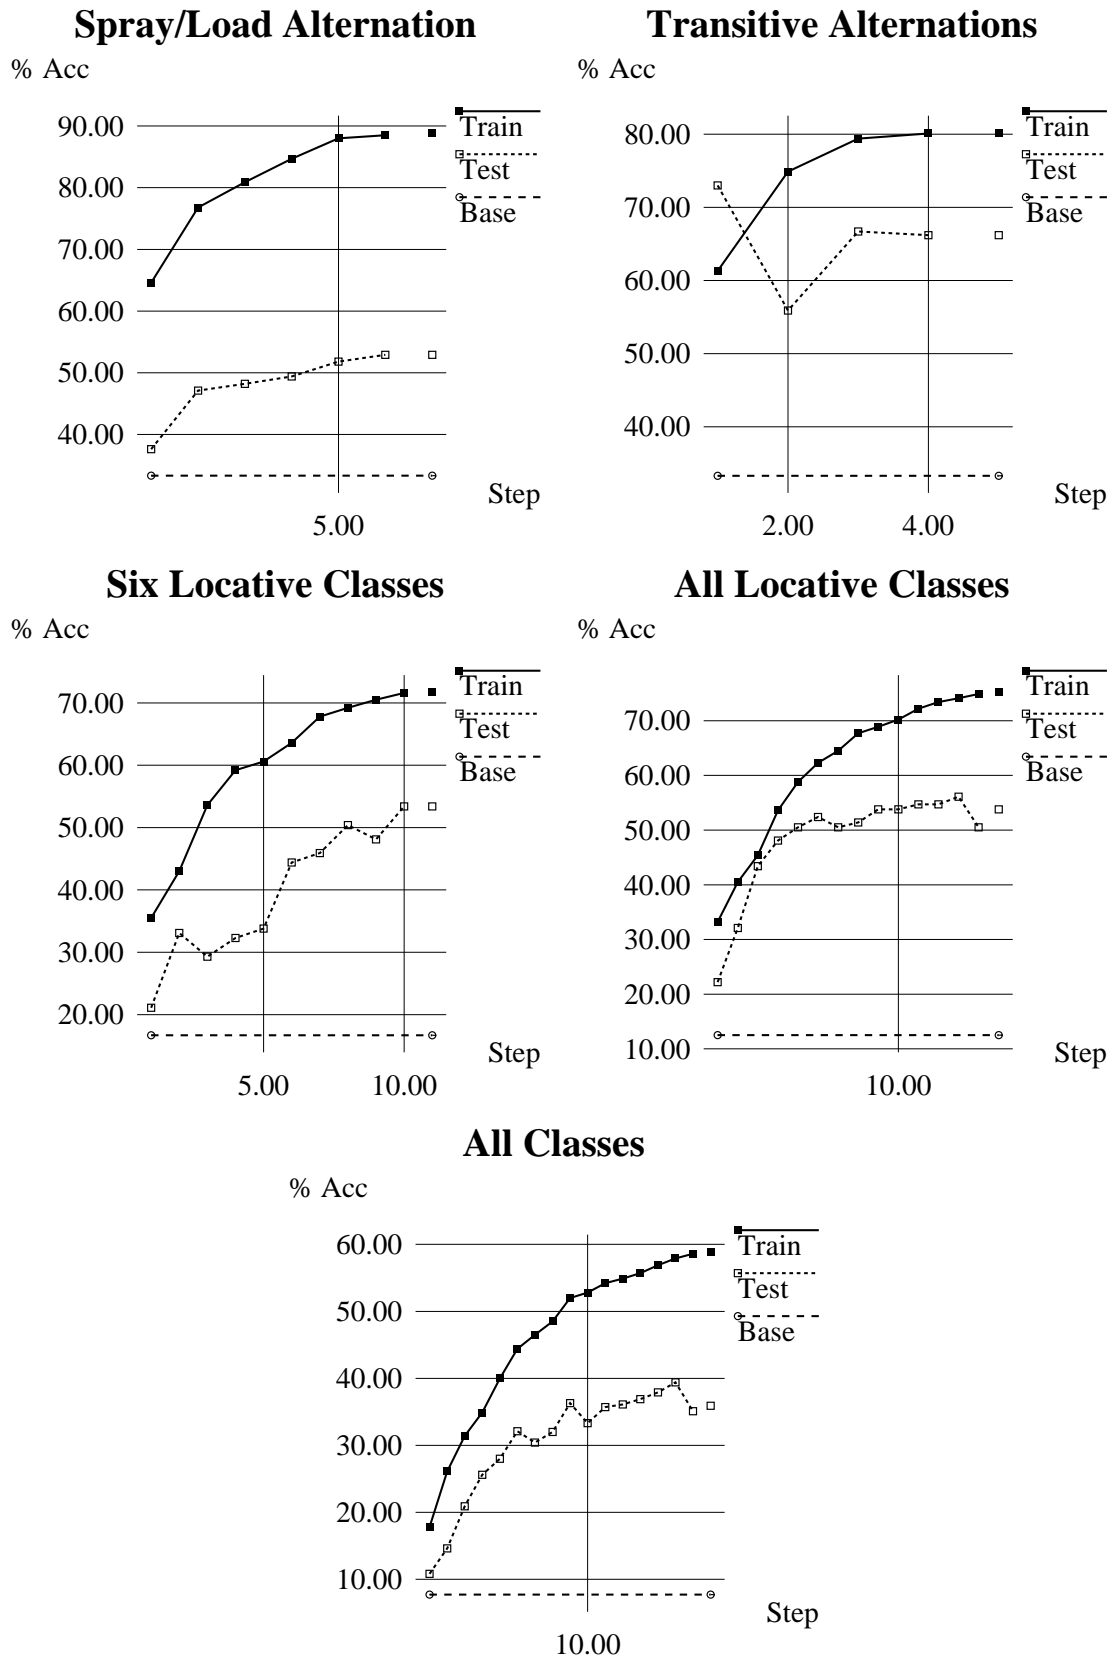 Spray/Load Alternation
% Acc
90.00
80.00
70.00
60.00
50.00
40.00
Train
Test
Base
Step
5.00
Transitive Alternations
% Acc
80.00
70.00
60.00
50.00
40.00
Train
Test
Base
Step
2.00 4.00
Six Locative Classes
% Acc
70.00
60.00
50.00
40.00
30.00
20.00
Train
Test
Base
Step
5.00 10.00
All Locative Classes
% Acc
70.00
60.00
50.00
40.00
30.00
20.00
10.00
Train
Test
Base
Step
10.00
All Classes
% Acc
60.00
50.00
40.00
30.00
20.00
10.00
Train
Test
Base
Step
10.00